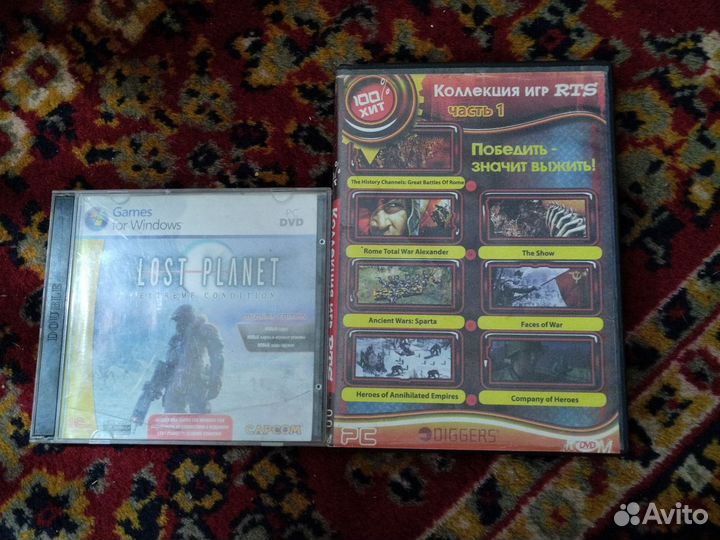 DOUBLE
Games
for Windows
PC
DVD
LOST PLANET
EXTREME CONDITION
CAPCOM
100%
ХИТ
Коллекция игр RTS
часть 1
Победить -
значит выжить!
The History Channels: Great Battles Of Rome
Rome Total War Alexander
The Show
Ancient Wars: Sparta
Faces of War
Heroes of Annihilated Empires
Company of Heroes
PC
DIGGERS
DVD
Avito